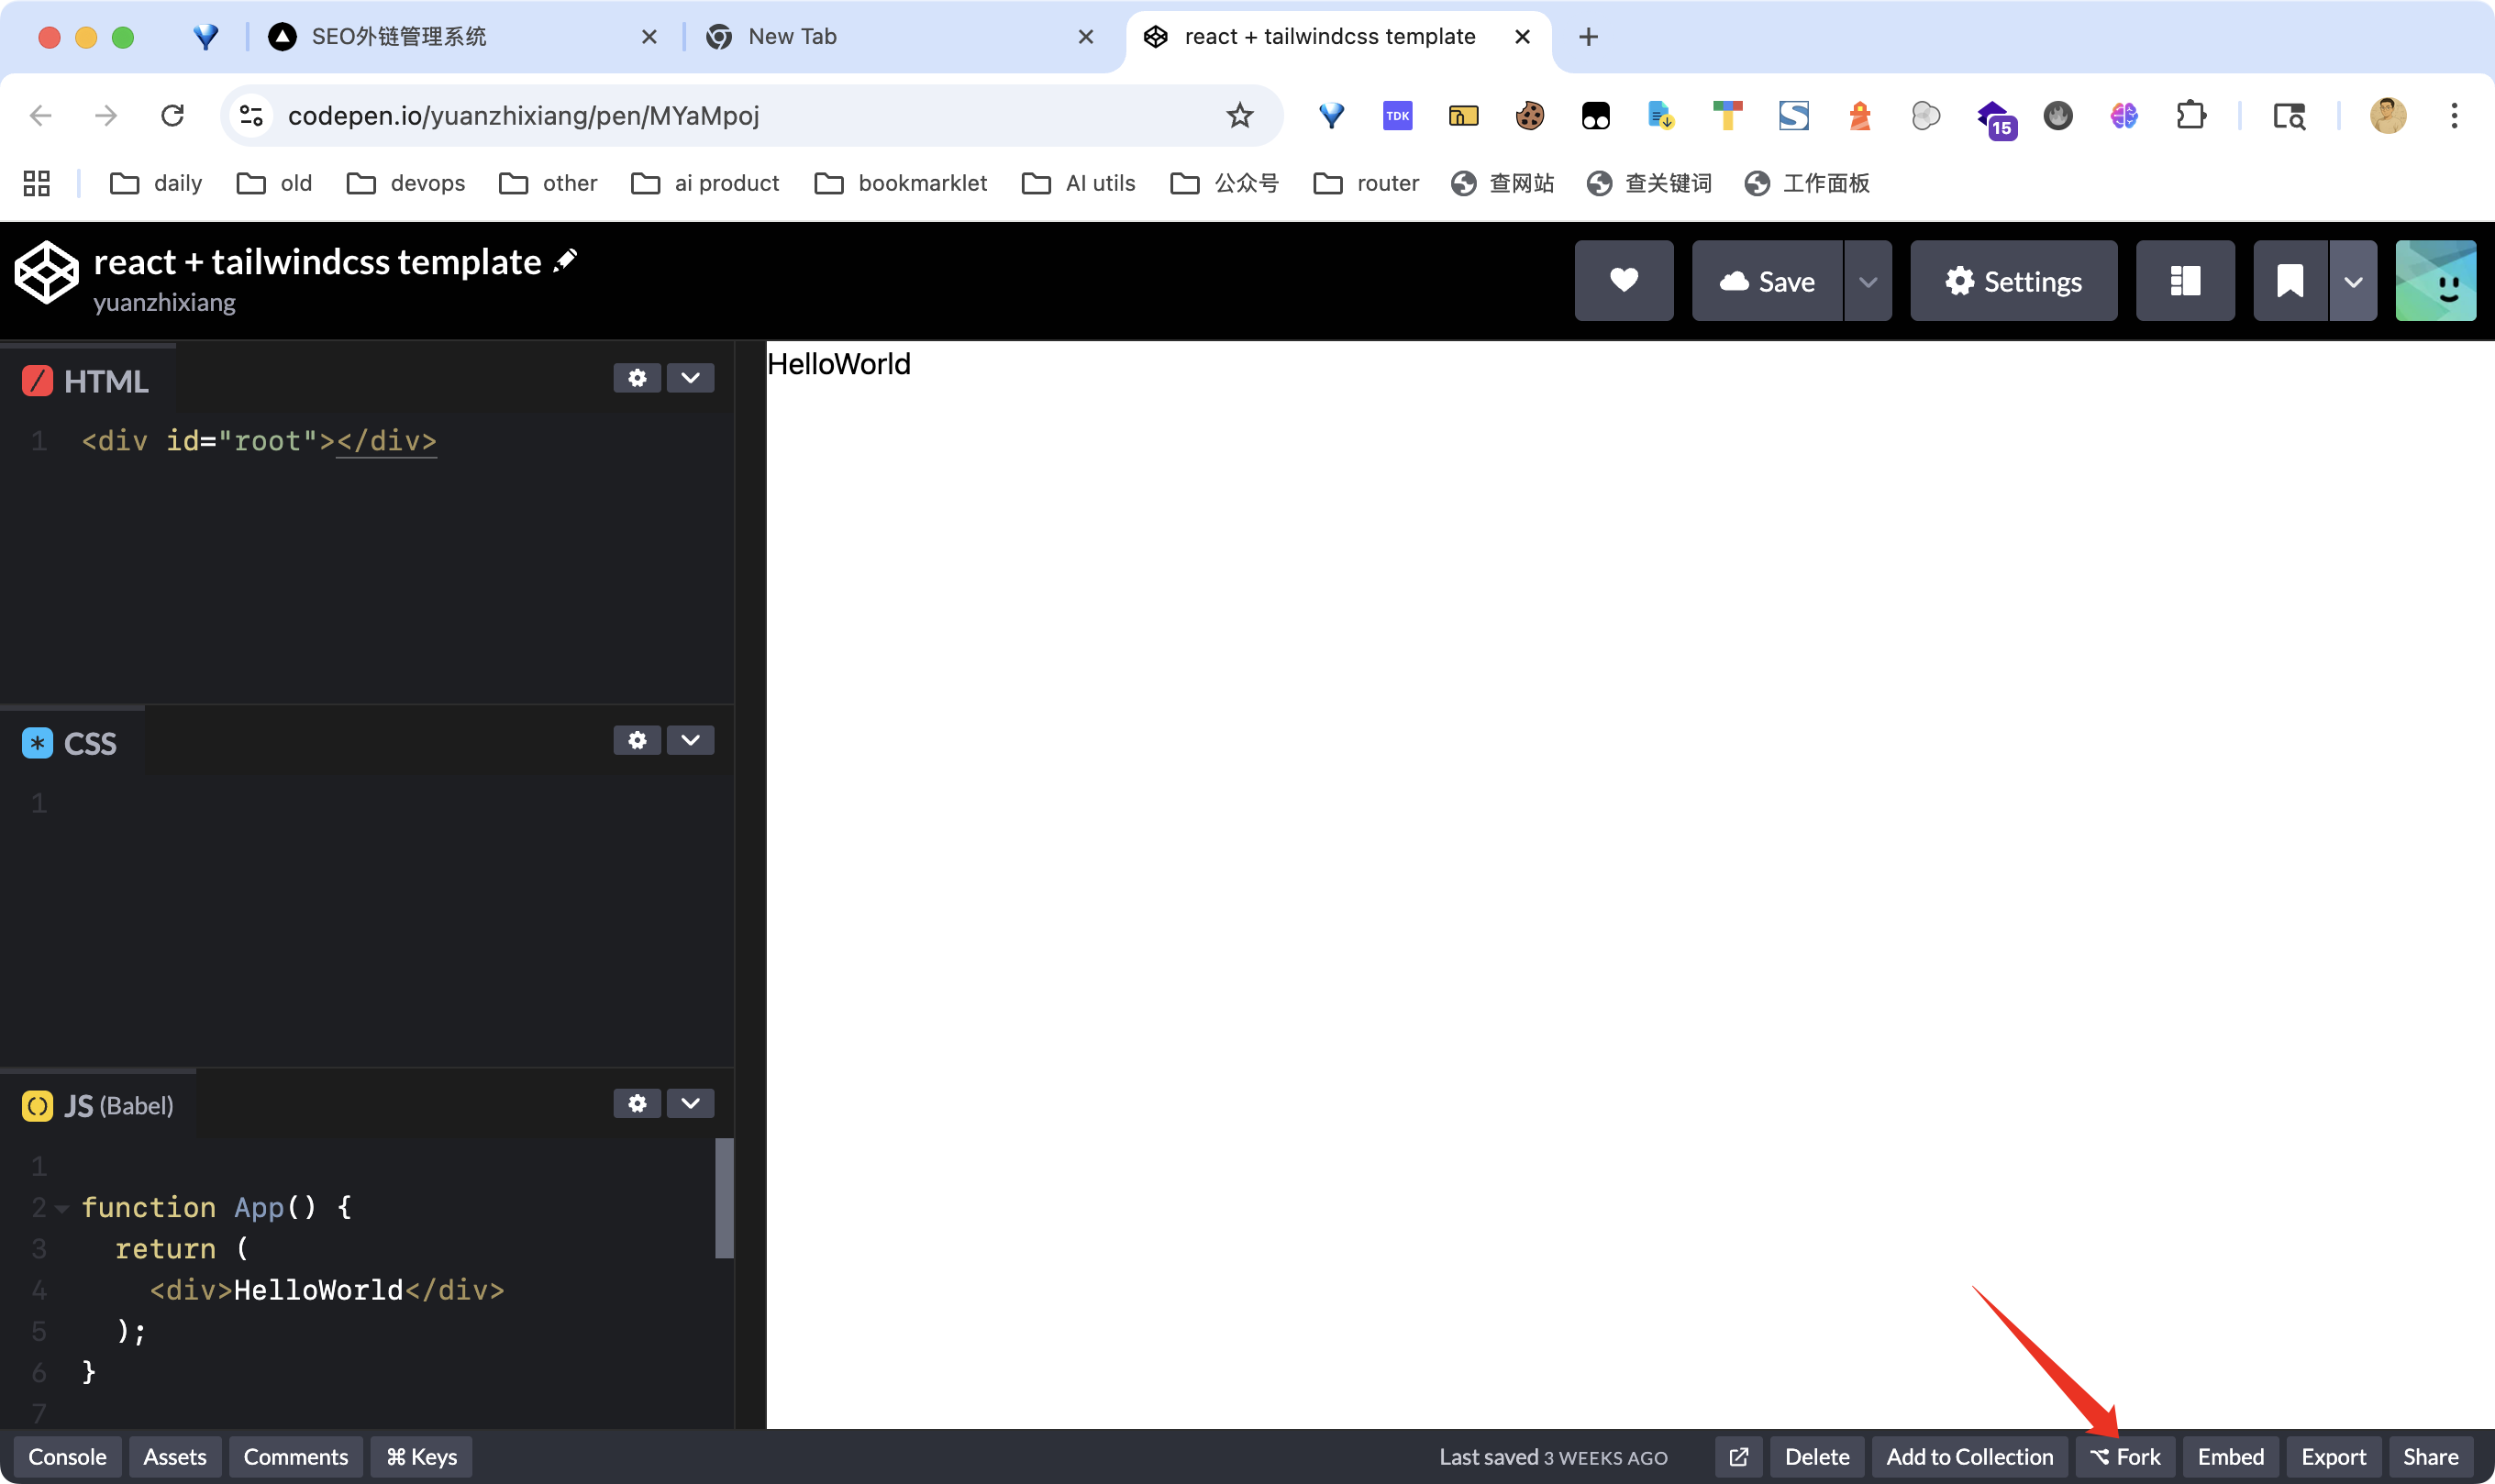 SEO外链管理系统
New Tab
react + tailwindcss template
codepen.io/yuanzhixiang/pen/MYaMpoj
TDK
15
daily
old
devops
other
ai product
bookmarklet
AI utils
公众号
router
查网站
查关键词
工作面板
react + tailwindcss template
yuanzhixiang
Save
Settings
HTML
1 <div id="root"></div>
CSS
1
JS (Babel)
1
2 function App() {
3 return (
4 <div>HelloWorld</div>
5 );
6 }
7
HelloWorld
Console
Assets
Comments
⌘ Keys
Last saved 3 WEEKS AGO
Delete
Add to Collection
Fork
Embed
Export
Share